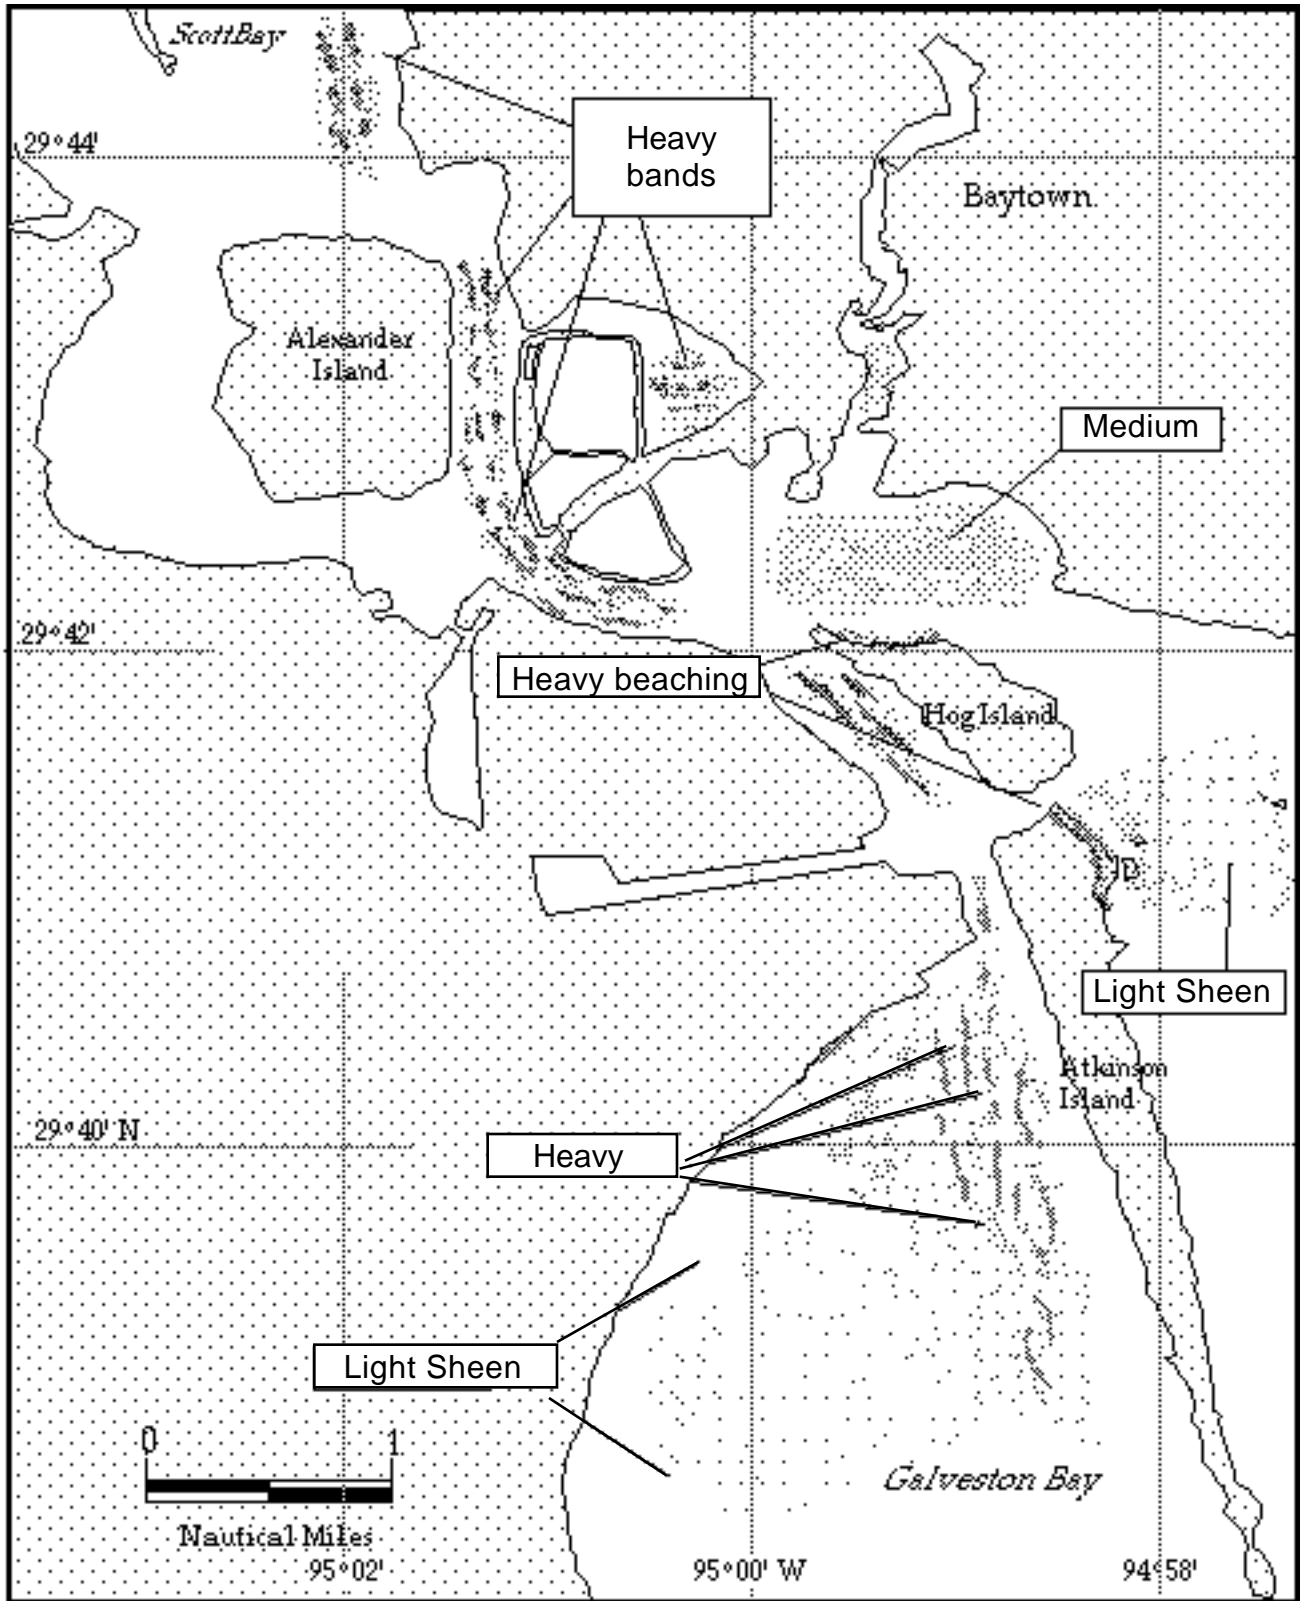 Scott Bay
29°44'
Heavy
bands
Baytown
Alexander
Island
Medium
29°42'
Heavy beaching
Hog Island
Light Sheen
Atkinson
Island
29°40' N
Heavy
Light Sheen
0 1
Galveston Bay
Nautical Miles
95°02' 95°00' W 94°58'